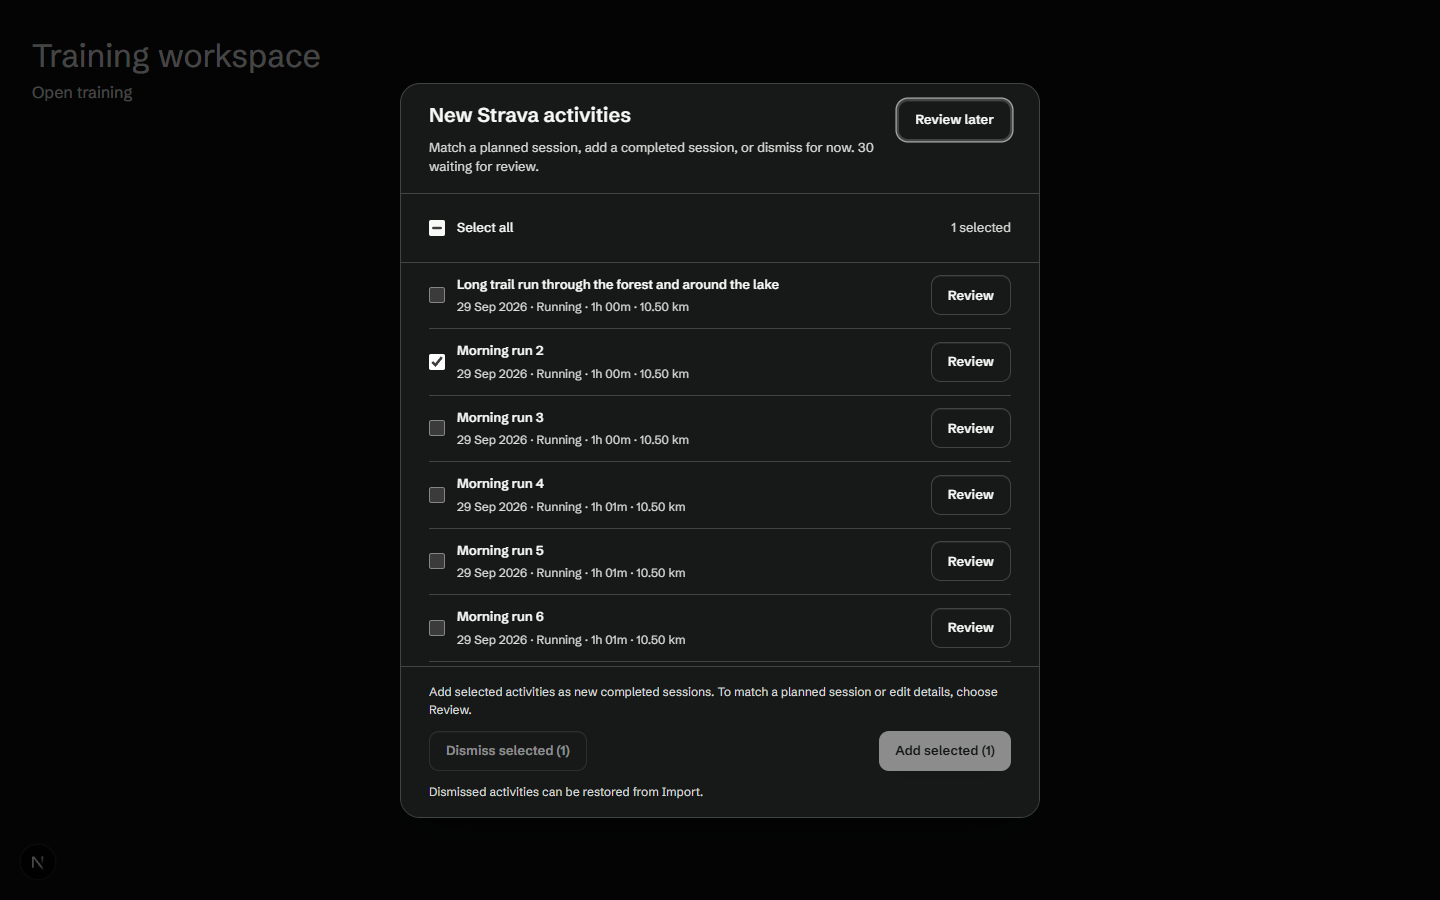 Training workspace
Open training
New Strava activities
Review later
Match a planned session, add a completed session, or dismiss for now. 30
waiting for review.
Select all
1 selected
Long trail run through the forest and around the lake
29 Sep 2026 · Running · 1h 00m · 10.50 km
Review
Morning run 2
29 Sep 2026 · Running · 1h 00m · 10.50 km
Review
Morning run 3
29 Sep 2026 · Running · 1h 00m · 10.50 km
Review
Morning run 4
29 Sep 2026 · Running · 1h 01m · 10.50 km
Review
Morning run 5
29 Sep 2026 · Running · 1h 01m · 10.50 km
Review
Morning run 6
29 Sep 2026 · Running · 1h 01m · 10.50 km
Review
Add selected activities as new completed sessions. To match a planned session or edit details, choose
Review.
Dismiss selected (1)
Add selected (1)
Dismissed activities can be restored from Import.
N